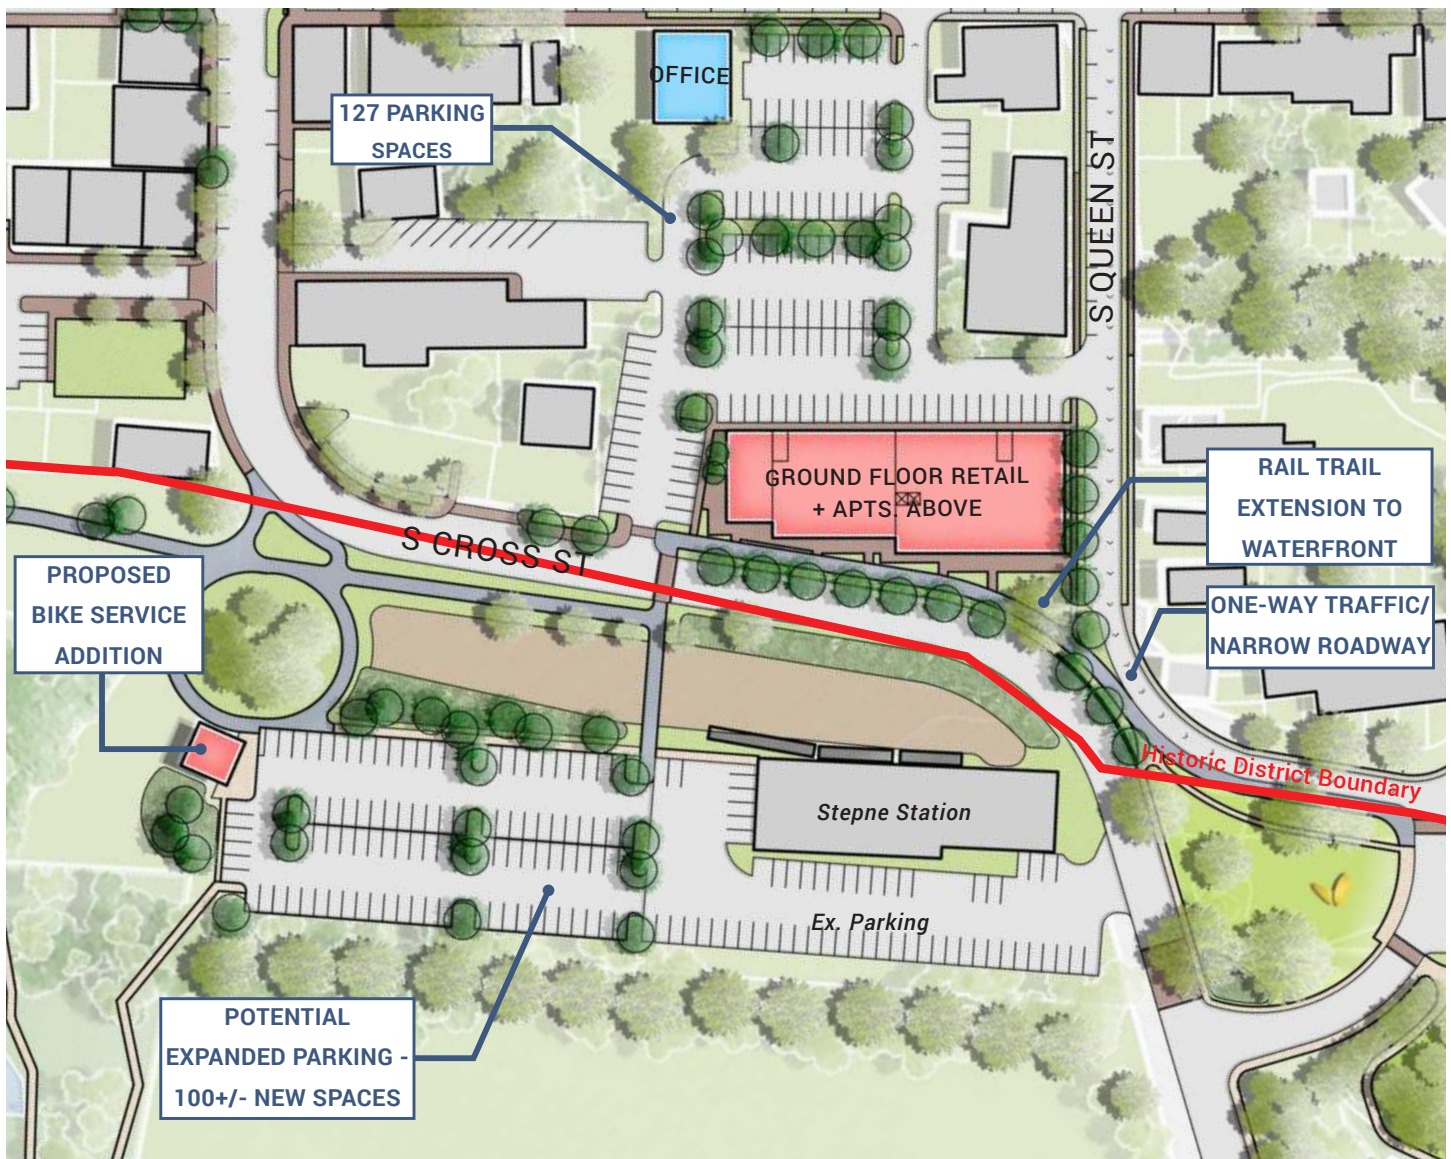 OFFICE
127 PARKING
SPACES
S QUEEN ST
GROUND FLOOR RETAIL
+ APTS. ABOVE
RAIL TRAIL
EXTENSION TO
WATERFRONT
S CROSS ST
PROPOSED
BIKE SERVICE
ADDITION
ONE-WAY TRAFFIC/
NARROW ROADWAY
Historic District Boundary
Stepne Station
Ex. Parking
POTENTIAL
EXPANDED PARKING -
100+/- NEW SPACES